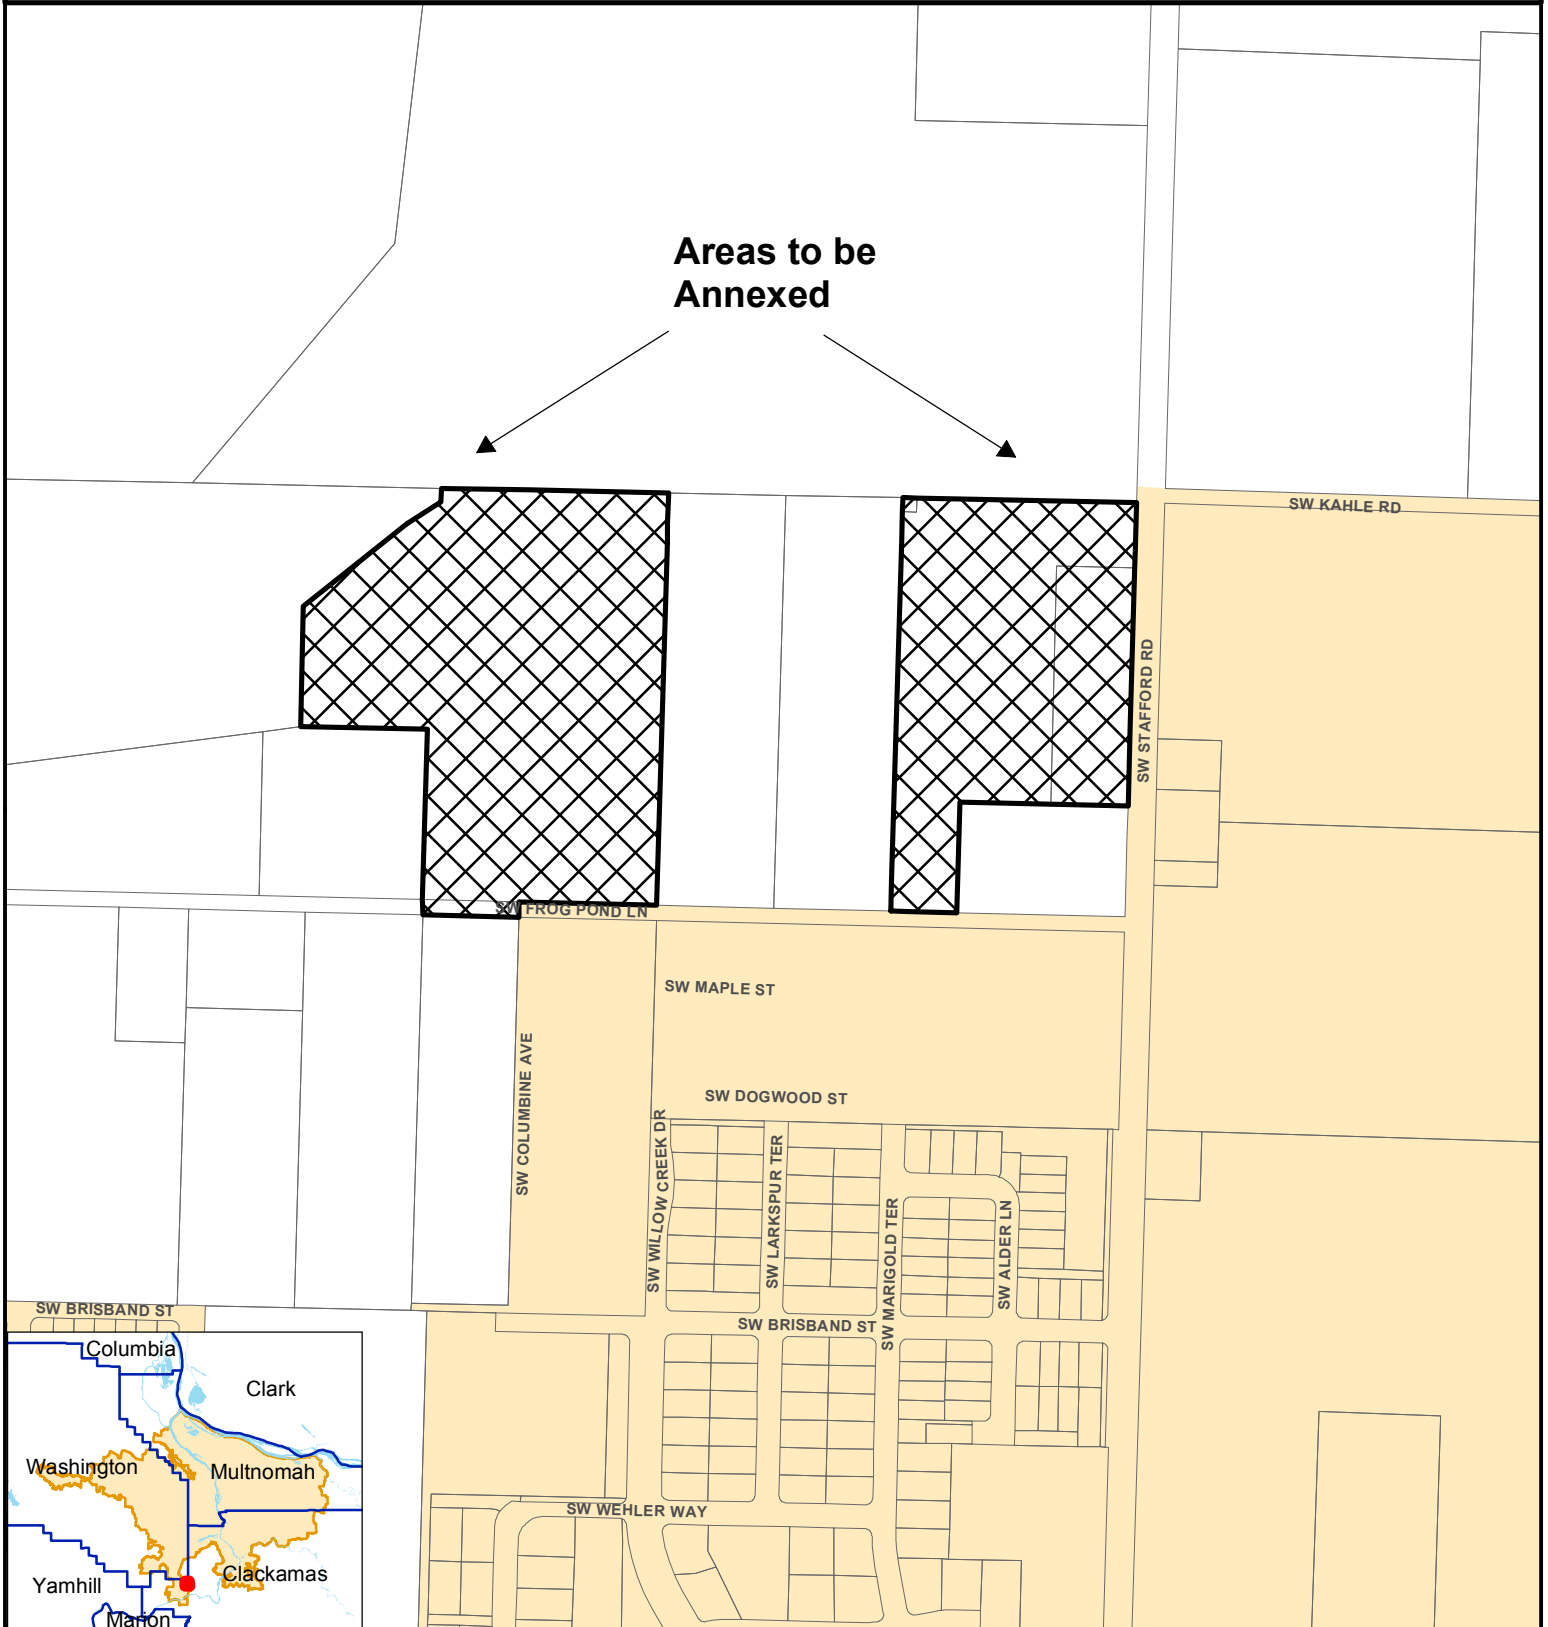 Areas to be
Annexed
SW KAHLE RD
SW STAFFORD RD
SW FROG POND LN
SW MAPLE ST
SW COLUMBINE AVE
SW DOGWOOD ST
SW WILLOW CREEK DR
SW LARKSPUR TER
SW MARIGOLD TER
SW ALDER LN
SW BRISBAND ST
SW BRISBAND ST
SW WEHLER WAY
Columbia
Clark
Washington
Multnomah
Yamhill
Clackamas
Marion